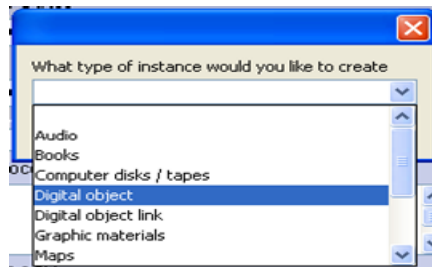 What type of instance would you like to create
Audio
Books
Computer disks / tapes
Digital object
Digital object link
Graphic materials
Maps